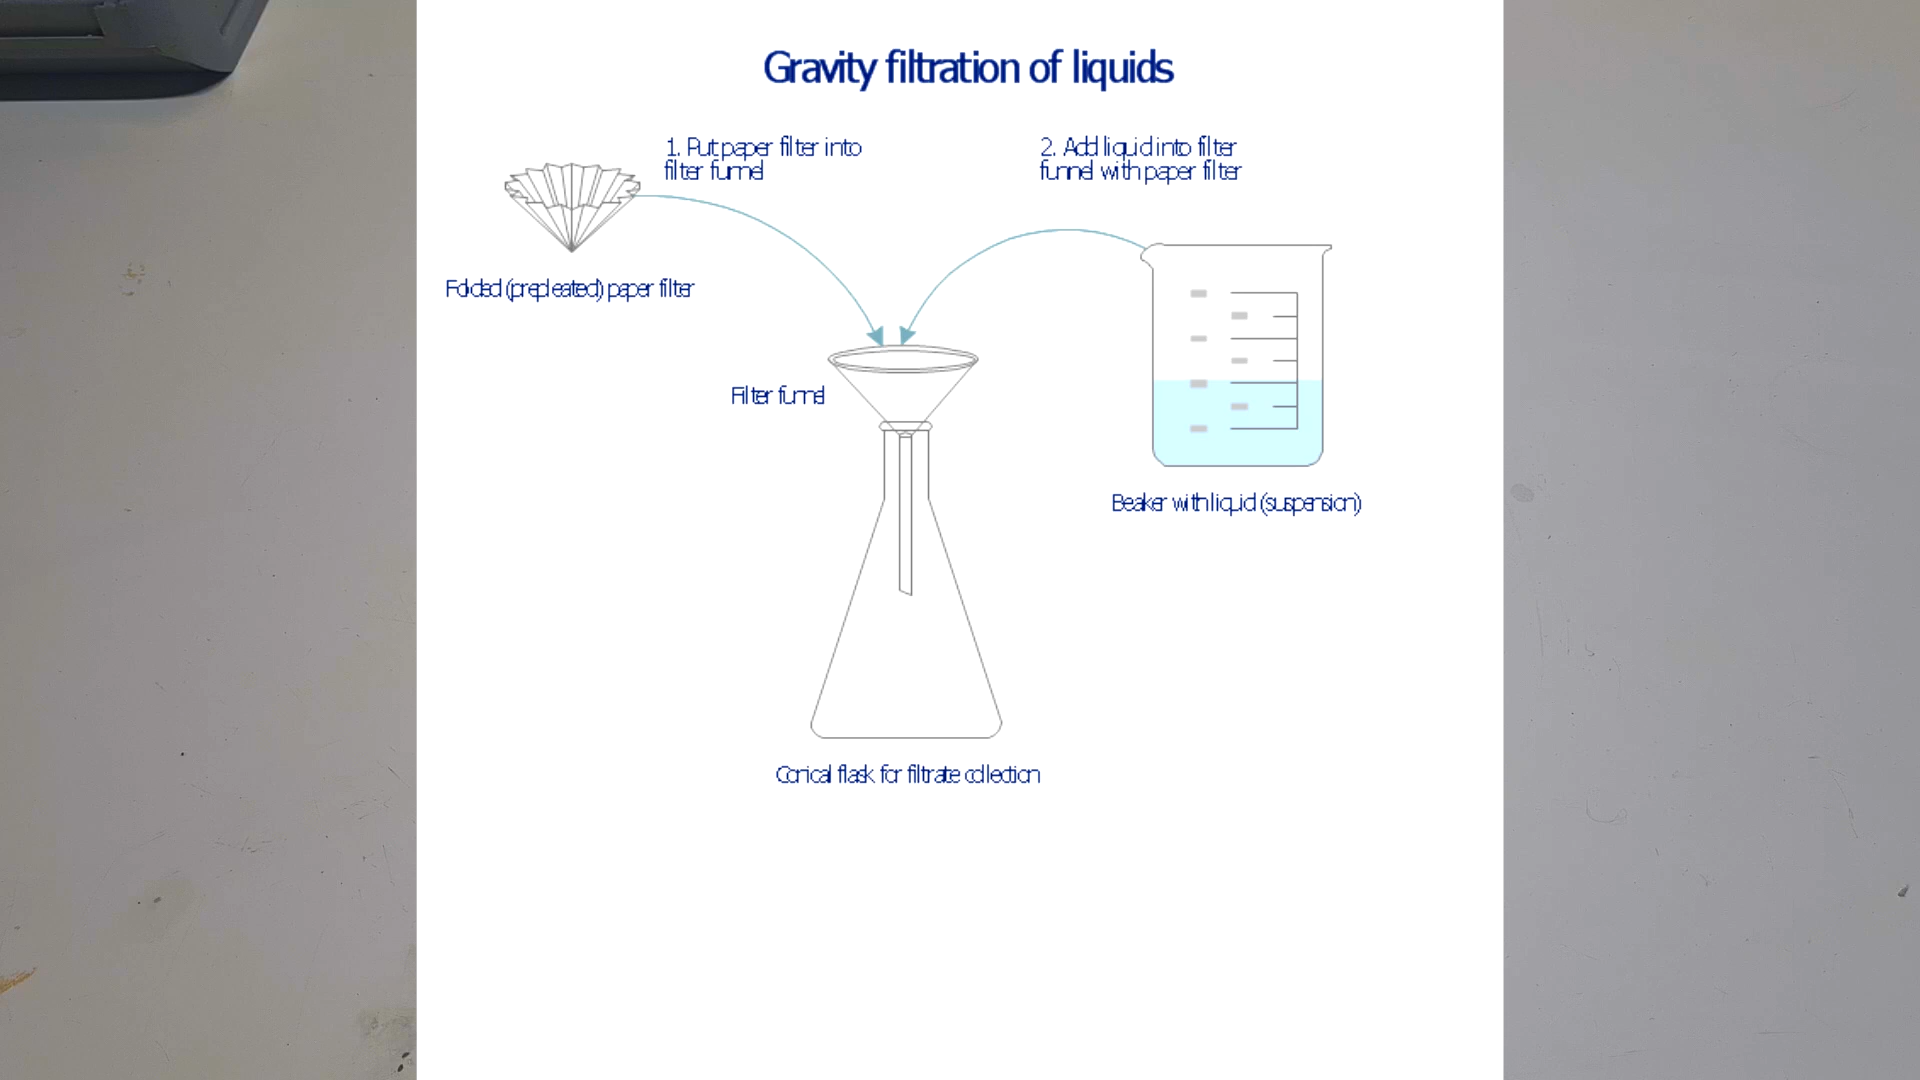 Gravity filtration of liquids
1. Put paper filter into
filter funnel
2. Add liquid into filter
funnel with paper filter
Folded (prepleated) paper filter
Filter funnel
Beaker with liquid (suspension)
Conical flask for filtrate collection